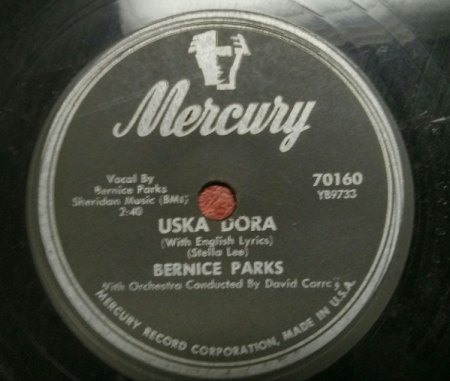 Mercury
Vocal By
Bernice Parks
Sheridan Music (BMI)
2:40
70160
YB9733
USKA DORA
(With English Lyrics)
(Stella Lee)
BERNICE PARKS
With Orchestra Conducted By David
MERCURY RECORD CORPORATION, MADE IN U.S.A.